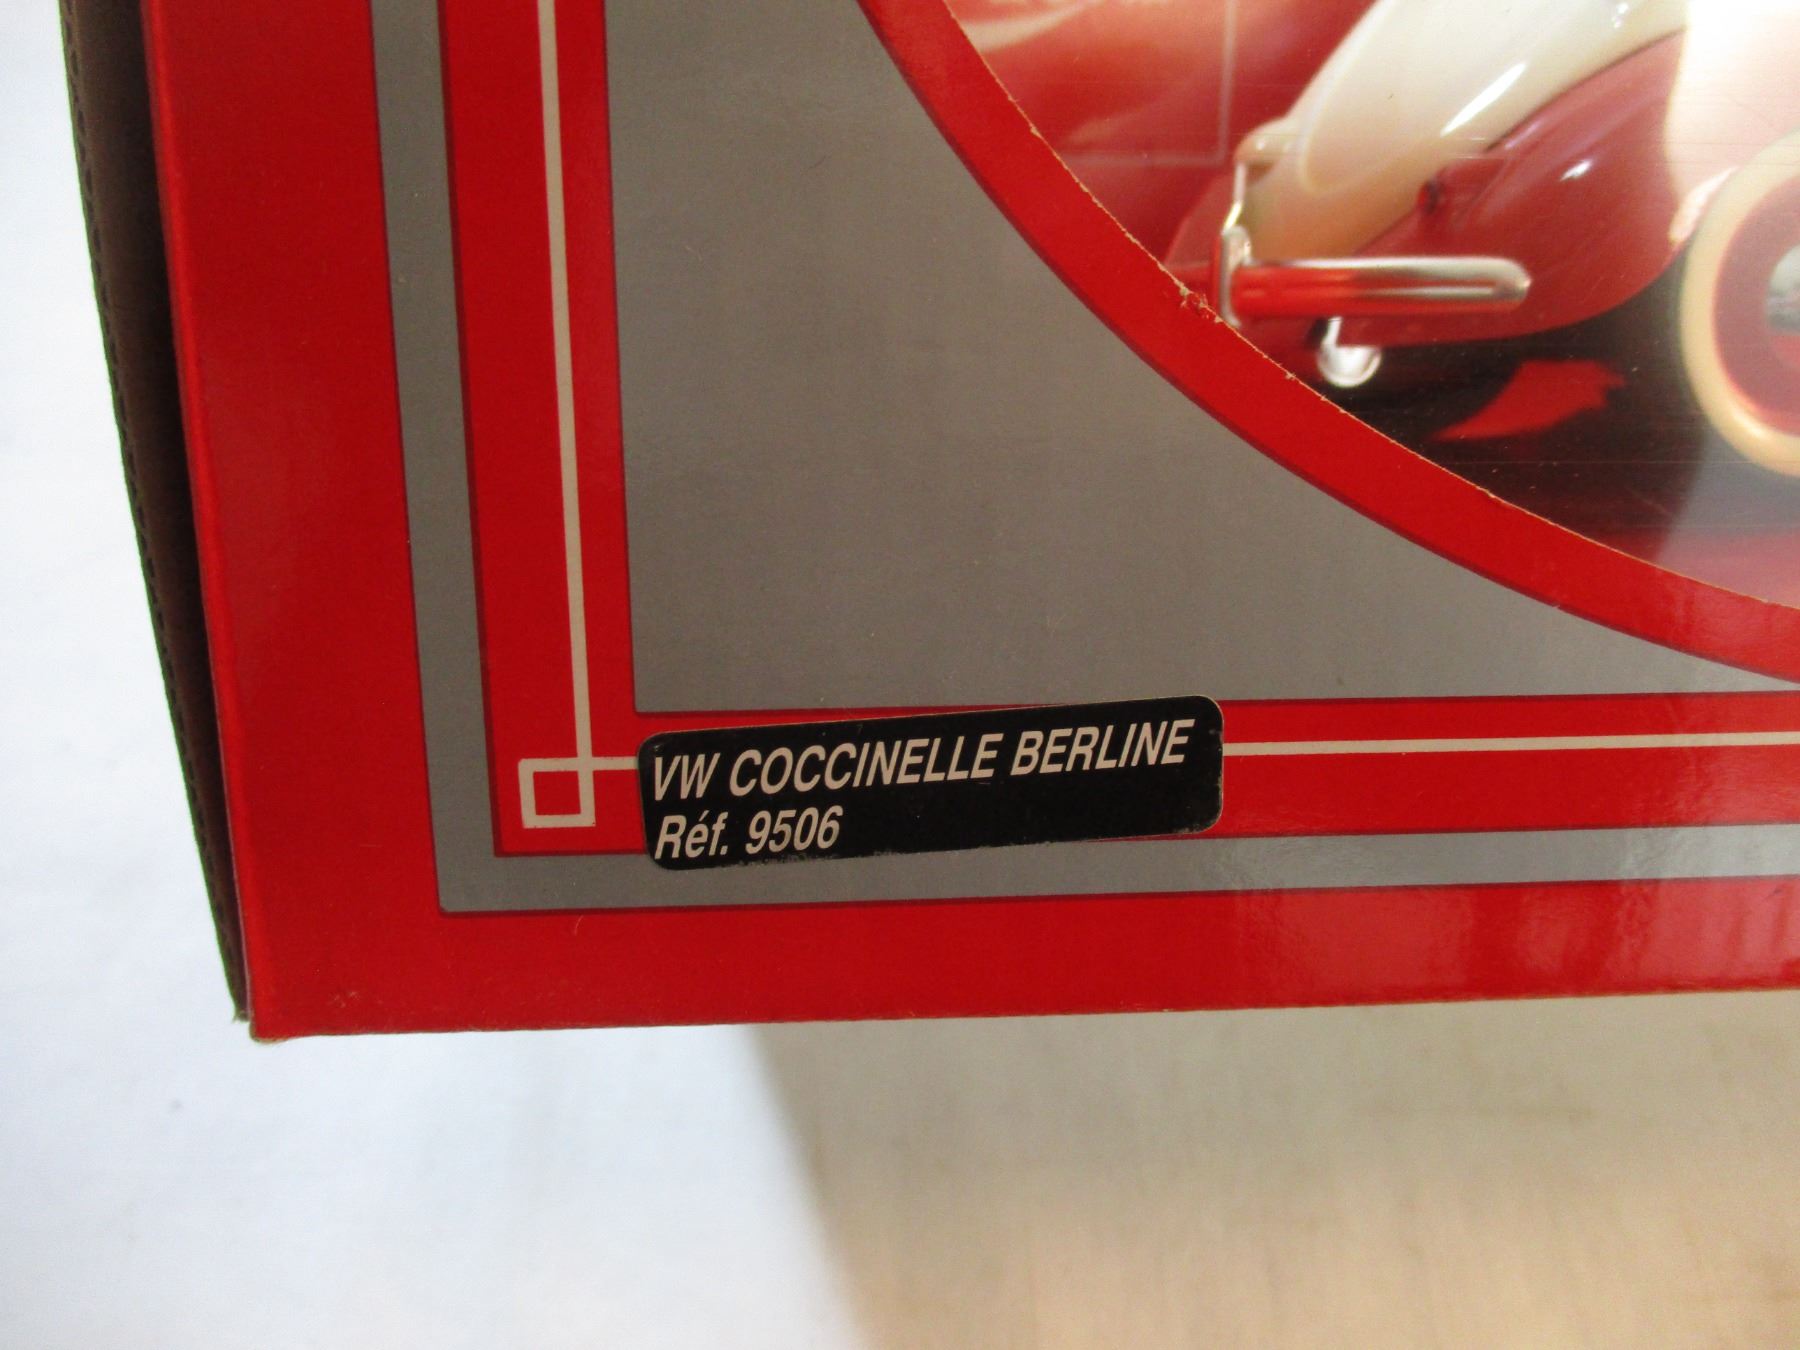 VW COCCINELLE BERLINE
Réf. 9506